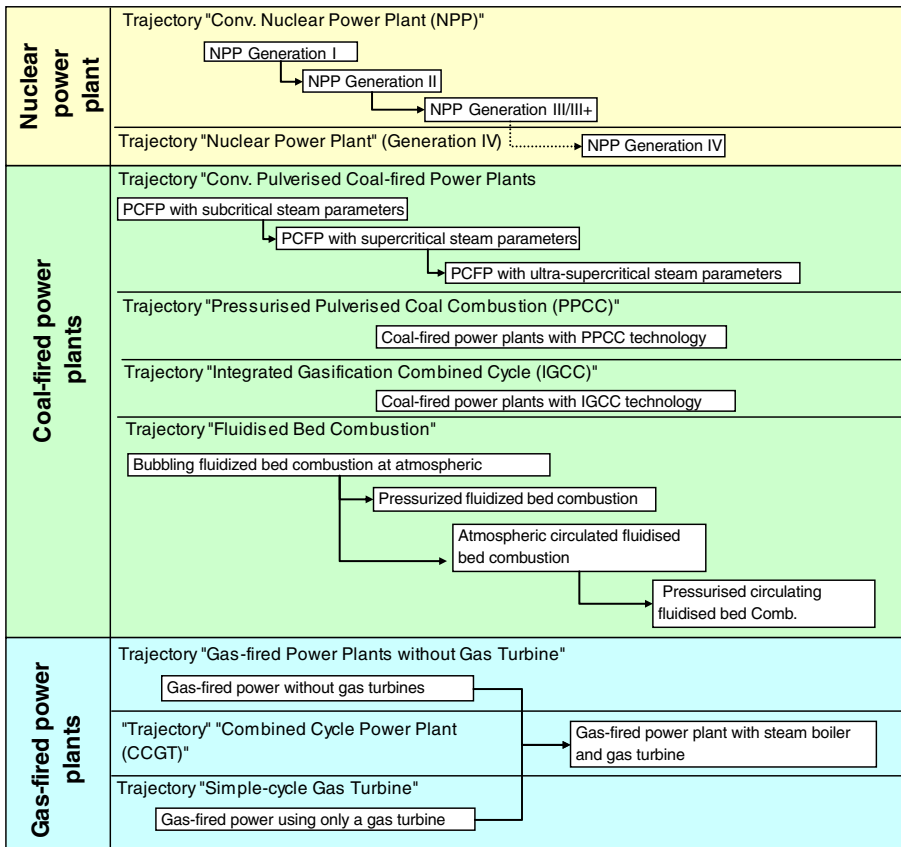 Nuclear
power
plant
Trajectory "Conv. Nuclear Power Plant (NPP)"
NPP Generation I
NPP Generation II
NPP Generation III/III+
Trajectory "Nuclear Power Plant" (Generation IV)
NPP Generation IV
Coal-fired power
plants
Trajectory "Conv. Pulverised Coal-fired Power Plants
PCFP with subcritical steam parameters
PCFP with supercritical steam parameters
PCFP with ultra-supercritical steam parameters
Trajectory "Pressurised Pulverised Coal Combustion (PPCC)"
Coal-fired power plants with PPCC technology
Trajectory "Integrated Gasification Combined Cycle (IGCC)"
Coal-fired power plants with IGCC technology
Trajectory "Fluidised Bed Combustion"
Bubbling fluidized bed combustion at atmospheric
Pressurized fluidized bed combustion
Atmospheric circulated fluidised
bed combustion
Pressurised circulating
fluidised bed Comb.
Gas-fired power
plants
Trajectory "Gas-fired Power Plants without Gas Turbine"
Gas-fired power without gas turbines
"Trajectory" "Combined Cycle Power Plant
(CCGT)"
Gas-fired power plant with steam boiler
and gas turbine
Trajectory "Simple-cycle Gas Turbine"
Gas-fired power using only a gas turbine